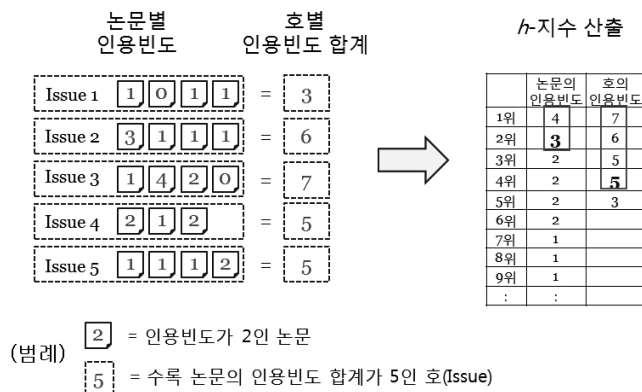 논문별
인용빈도
호별
인용빈도 합계
h-지수 산출
Issue 1 1 0 1 1 = 3
Issue 2 3 1 1 1 = 6
Issue 3 1 4 2 0 = 7
Issue 4 2 1 2 = 5
Issue 5 1 1 1 2 = 5
논문의 호의
인용빈도 인용빈도
1위 4 7
2위 3 6
3위 2 5
4위 2 5
5위 2 3
6위 2
7위 1
8위 1
9위 1
: :
(범례)
2 = 인용빈도가 2인 논문
5 = 수록 논문의 인용빈도 합계가 5인 호(Issue)